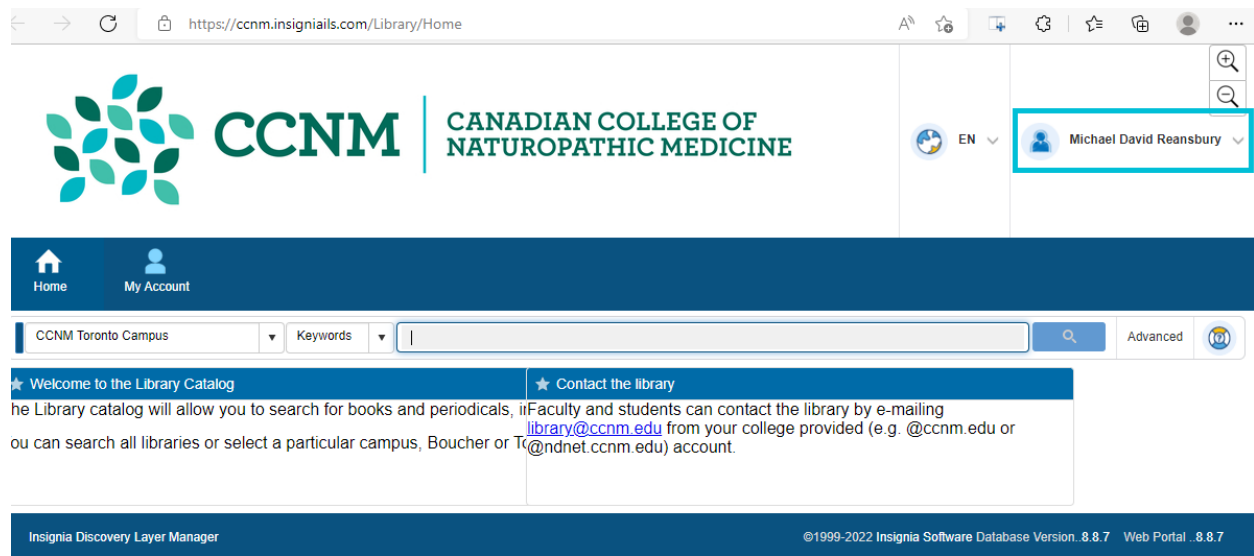 https://ccnm.insigniails.com/Library/Home
CCNM
CANADIAN COLLEGE OF
NATUROPATHIC MEDICINE
EN
Michael David Reansbury
Home
My Account
CCNM Toronto Campus
Keywords
Advanced
Welcome to the Library Catalog
he Library catalog will allow you to search for books and periodicals, i
ou can search all libraries or select a particular campus, Boucher or To
Contact the library
Faculty and students can contact the library by e-mailing
library@ccnm.edu from your college provided (e.g. @ccnm.edu or
@ndnet.ccnm.edu) account.
Insignia Discovery Layer Manager
©1999-2022 Insignia Software Database Version..8.8.7 Web Portal ..8.8.7